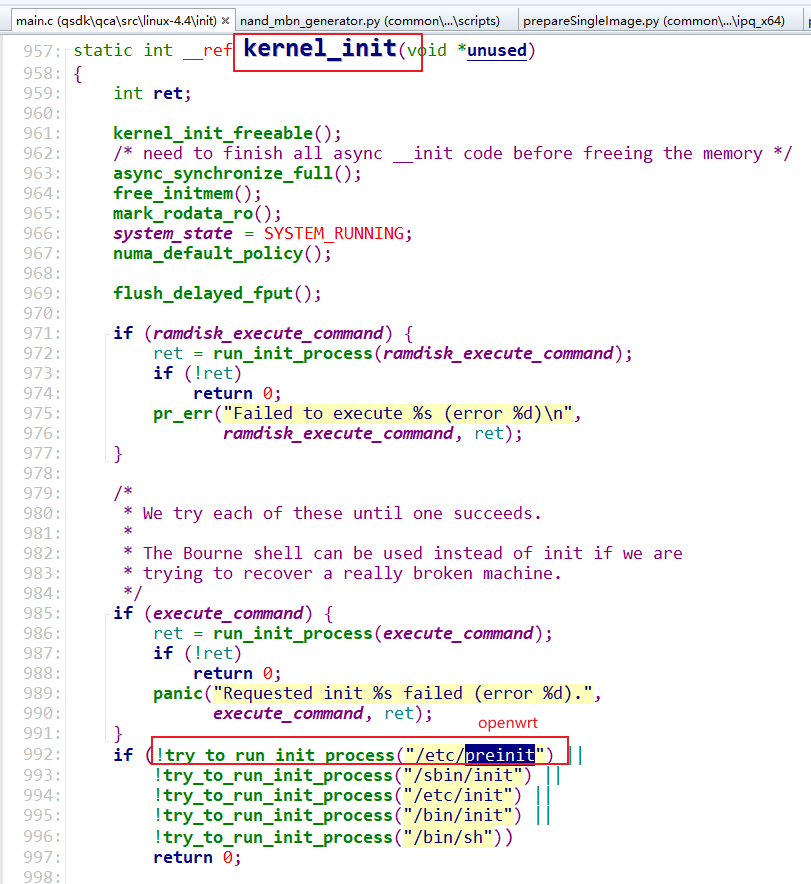 main.c (qsdk\qca\src\linux-4.4\init) × nand_mbn_generator.py (common\...\scripts) prepareSingleImage.py (common\...\ipq_x64)
957: static int __ref kernel_init(void *unused)
958: {
959: int ret;
960:
961: kernel_init_freeable();
962: /* need to finish all async __init code before freeing the memory */
963: async_synchronize_full();
964: free_initmem();
965: mark_rodata_ro();
966: system_state = SYSTEM_RUNNING;
967: numa_default_policy();
968:
969: flush_delayed_fput();
970:
971: if (ramdisk_execute_command) {
972: ret = run_init_process(ramdisk_execute_command);
973: if (!ret)
974: return 0;
975: pr_err("Failed to execute %s (error %d)\n",
976: ramdisk_execute_command, ret);
977: }
978:
979: /*
980: * We try each of these until one succeeds.
981: *
982: * The Bourne shell can be used instead of init if we are
983: * trying to recover a really broken machine.
984: */
985: if (execute_command) {
986: ret = run_init_process(execute_command);
987: if (!ret)
988: return 0;
989: panic("Requested init %s failed (error %d).",
990: execute_command, ret);
openwrt
991: }
992: if (!try_to_run_init_process("/etc/preinit") ||
993: !try_to_run_init_process("/sbin/init") ||
994: !try_to_run_init_process("/etc/init") ||
995: !try_to_run_init_process("/bin/init") ||
996: !try_to_run_init_process("/bin/sh"))
997: return 0;
998: